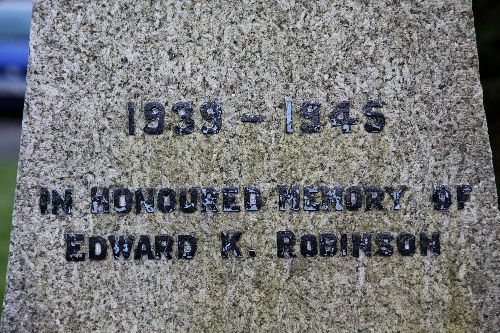 1939 - 1945
IN HONOURED MEMORY OF
EDWARD K. ROBINSON